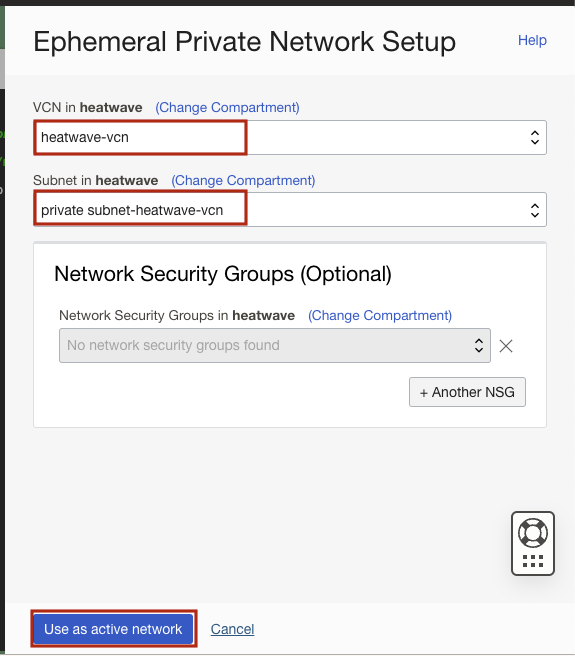 Ephemeral Private Network Setup
Help
VCN in heatwave (Change Compartment)
heatwave-vcn
Subnet in heatwave (Change Compartment)
private subnet-heatwave-vcn
Network Security Groups (Optional)
Network Security Groups in heatwave (Change Compartment)
No network security groups found
+ Another NSG
Use as active network
Cancel